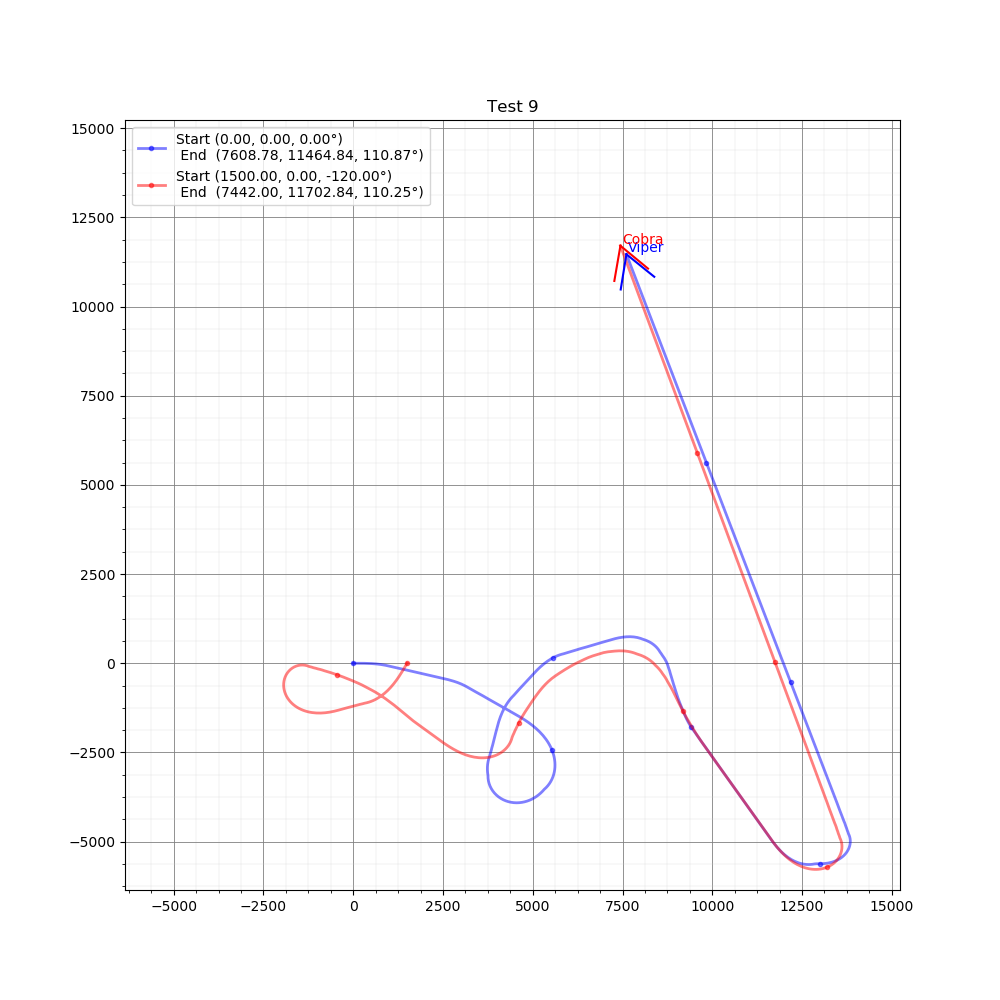 Test 9
Start (0.00, 0.00, 0.00°)
End (7608.78, 11464.84, 110.87°)
Start (1500.00, 0.00, -120.00°)
End (7442.00, 11702.84, 110.25°)
Cobra
Viper
15000
12500
10000
7500
5000
2500
0
−2500
−5000
−5000 −2500 0 2500 5000 7500 10000 12500 15000